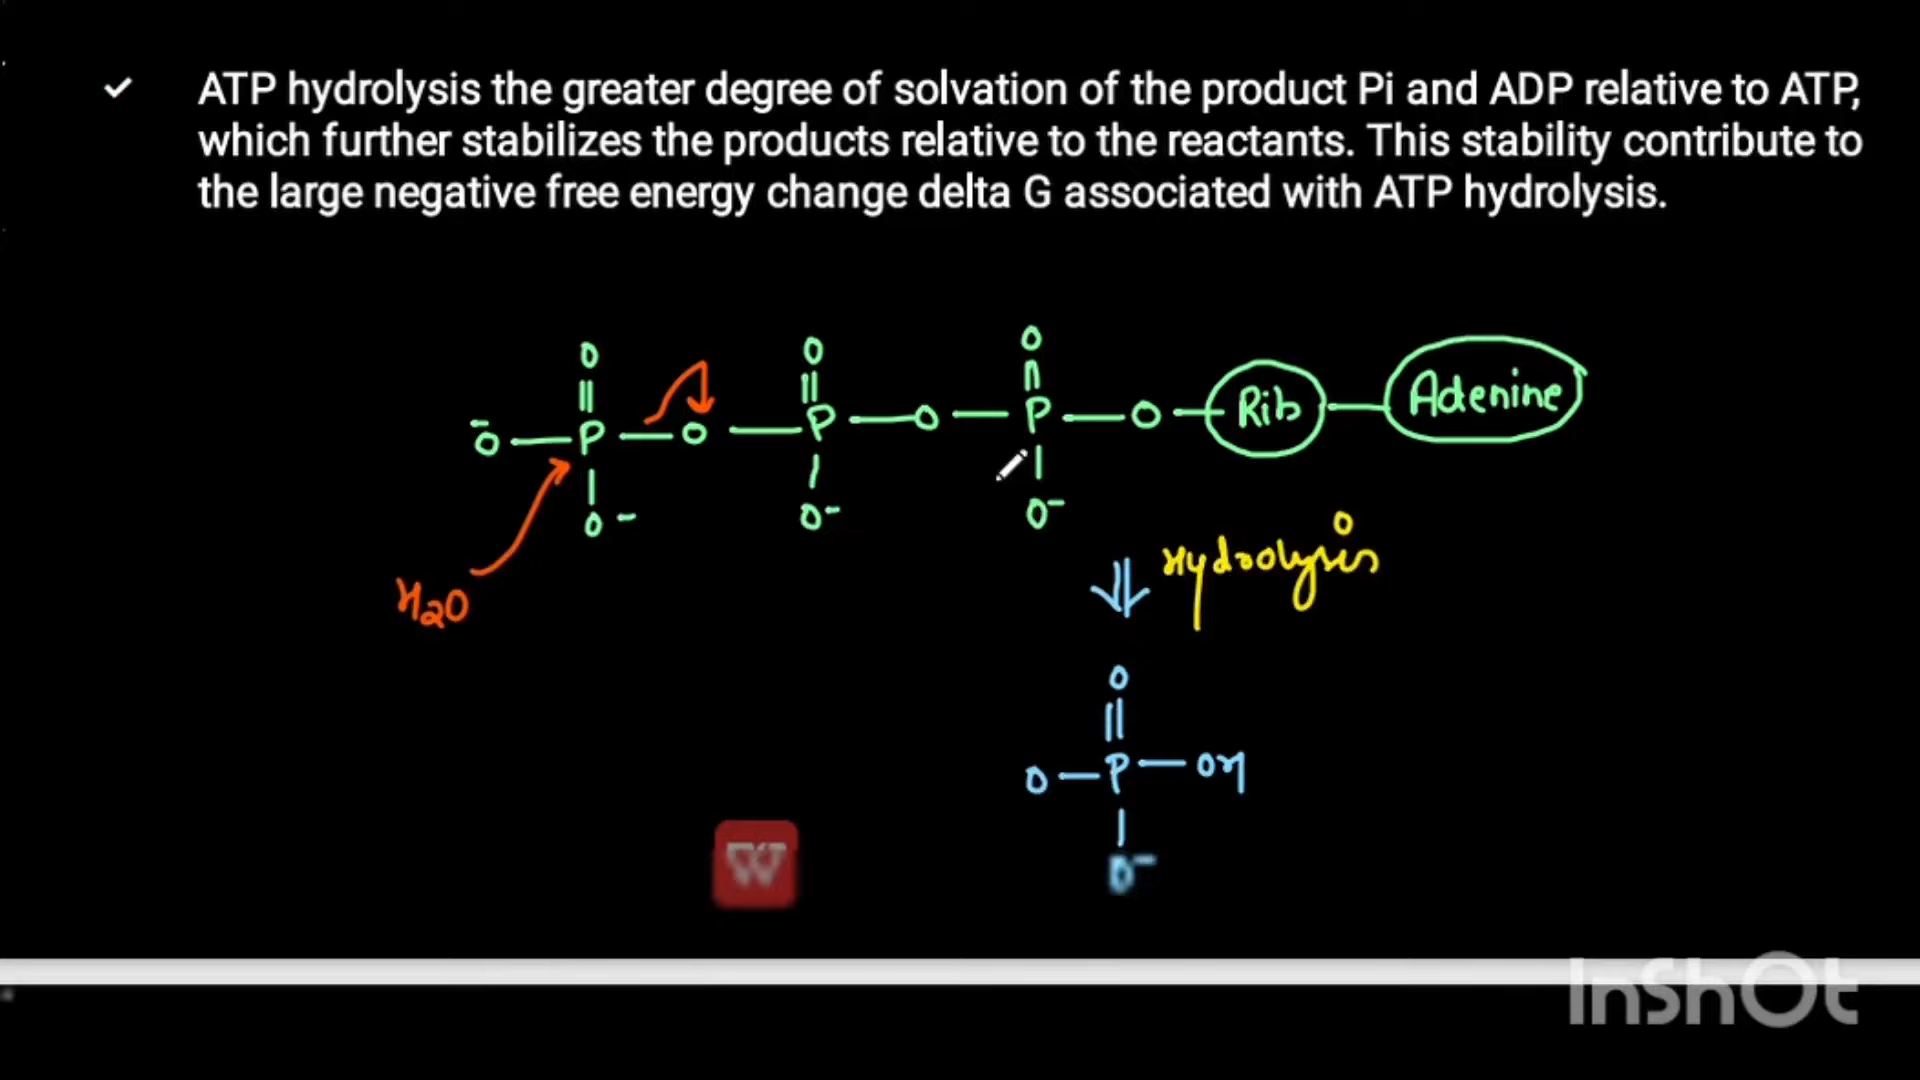 ✓ ATP hydrolysis the greater degree of solvation of the product Pi and ADP relative to ATP,
which further stabilizes the products relative to the reactants. This stability contribute to
the large negative free energy change delta G associated with ATP hydrolysis.
O O O
O⁻ — P — O — P — O — P — O — Rib — Adenine
O⁻ O⁻ O⁻
H2O
Hydrolysis
O
O — P — OH
O⁻
W
InShOt